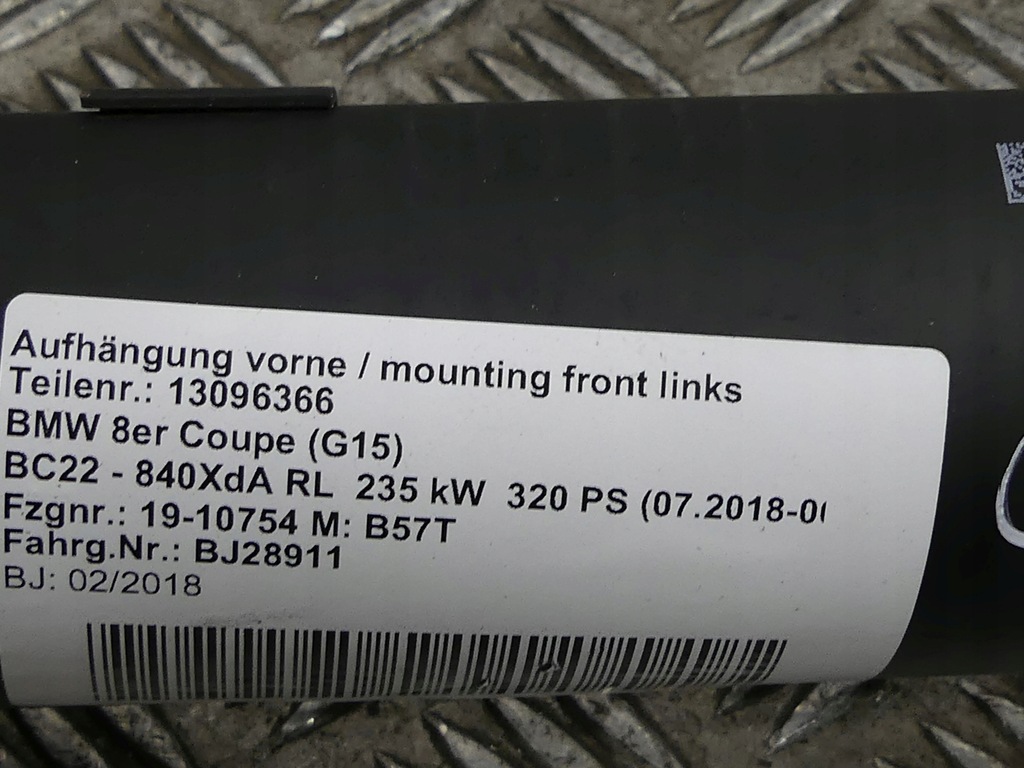 Aufhängung vorne / mounting front links
Teilenr.: 13096366
BMW 8er Coupe (G15)
BC22 - 840XdA RL 235 kW 320 PS (07.2018-0
Fzgnr.: 19-10754 M: B57T
Fahrg.Nr.: BJ28911
BJ: 02/2018